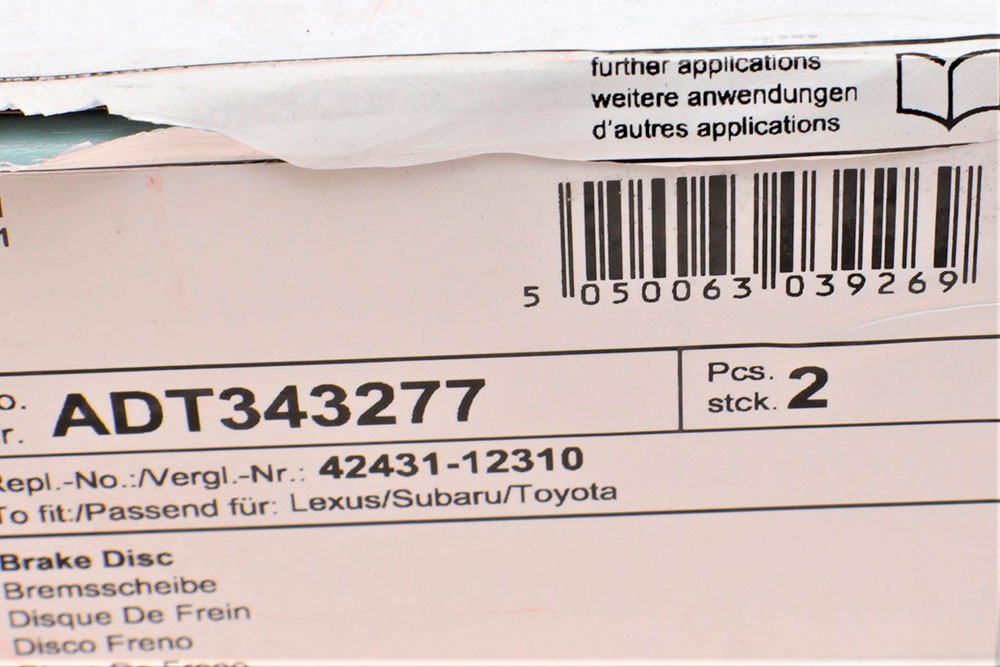 further applications
weitere anwendungen
d'autres applications
5 050063 039269
ADT343277
Pcs.
stck. 2
Repl.-No.:/Vergl.-Nr.: 42431-12310
To fit:/Passend für: Lexus/Subaru/Toyota
Brake Disc
Bremsscheibe
Disque De Frein
Disco Freno